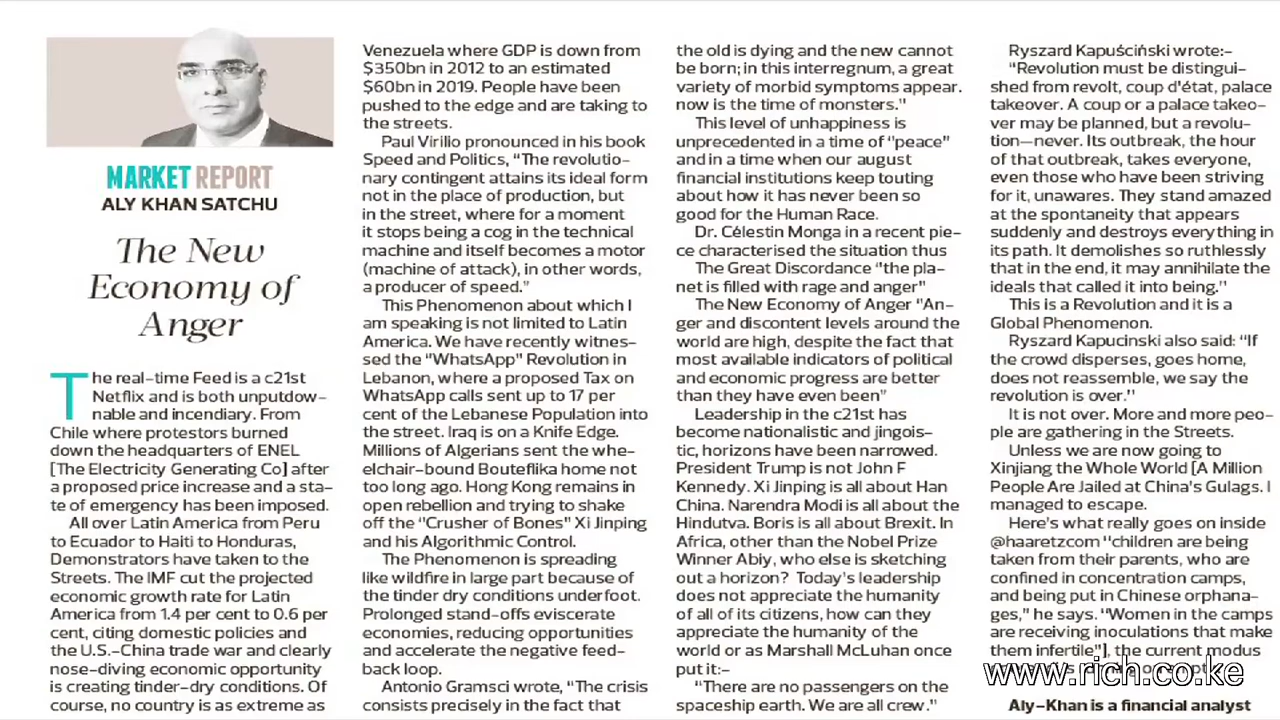 MARKET REPORT
ALY KHAN SATCHU
The New
Economy of
Anger
The real-time Feed is a c21st
Netflix and is both unputdow-
nable and incendiary. From
Chile where protestors burned
down the headquarters of ENEL
[The Electricity Generating Co] after
a proposed price increase and a sta-
te of emergency has been imposed.
All over Latin America from Peru
to Ecuador to Haiti to Honduras,
Demonstrators have taken to the
Streets. The IMF cut the projected
economic growth rate for Latin
America from 1.4 per cent to 0.6 per
cent, citing domestic policies and
the U.S.-China trade war and clearly
nose-diving economic opportunity
is creating tinder-dry conditions. Of
course, no country is as extreme as
Venezuela where GDP is down from
$350bn in 2012 to an estimated
$60bn in 2019. People have been
pushed to the edge and are taking to
the streets.
Paul Virilio pronounced in his book
Speed and Politics, “The revolutio-
nary contingent attains its ideal form
not in the place of production, but
in the street, where for a moment
it stops being a cog in the technical
machine and itself becomes a motor
(machine of attack), in other words,
a producer of speed.”
This Phenomenon about which I
am speaking is not limited to Latin
America. We have recently witnes-
sed the “WhatsApp” Revolution in
Lebanon, where a proposed Tax on
WhatsApp calls sent up to 17 per
cent of the Lebanese Population into
the street. Iraq is on a Knife Edge.
Millions of Algerians sent the whe-
elchair-bound Bouteflika home not
too long ago. Hong Kong remains in
open rebellion and trying to shake
off the “Crusher of Bones” Xi Jinping
and his Algorithmic Control.
The Phenomenon is spreading
like wildfire in large part because of
the tinder dry conditions underfoot.
Prolonged stand-offs eviscerate
economies, reducing opportunities
and accelerate the negative feed-
back loop.
Antonio Gramsci wrote, “The crisis
consists precisely in the fact that
the old is dying and the new cannot
be born; in this interregnum, a great
variety of morbid symptoms appear.
now is the time of monsters.”
This level of unhappiness is
unprecedented in a time of “peace”
and in a time when our august
financial institutions keep touting
about how it has never been so
good for the Human Race.
Dr. Célestin Monga in a recent pie-
ce characterised the situation thus
The Great Discordance “the pla-
net is filled with rage and anger”
The New Economy of Anger “An-
ger and discontent levels around the
world are high, despite the fact that
most available indicators of political
and economic progress are better
than they have even been”
Leadership in the c21st has
become nationalistic and jingois-
tic, horizons have been narrowed.
President Trump is not John F
Kennedy. Xi Jinping is all about Han
China. Narendra Modi is all about the
Hindutva. Boris is all about Brexit. In
Africa, other than the Nobel Prize
Winner Abiy, who else is sketching
out a horizon? Today's leadership
does not appreciate the humanity
of all of its citizens, how can they
appreciate the humanity of the
world or as Marshall McLuhan once
put it:-
“There are no passengers on the
spaceship earth. We are all crew.”
Ryszard Kapuściński wrote:-
“Revolution must be distingui-
shed from revolt, coup d'état, palace
takeover. A coup or a palace takeo-
ver may be planned, but a revolu-
tion—never. Its outbreak, the hour
of that outbreak, takes everyone,
even those who have been striving
for it, unawares. They stand amazed
at the spontaneity that appears
suddenly and destroys everything in
its path. It demolishes so ruthlessly
that in the end, it may annihilate the
ideals that called it into being.”
This is a Revolution and it is a
Global Phenomenon.
Ryszard Kapucinski also said: “If
the crowd disperses, goes home,
does not reassemble, we say the
revolution is over.”
It is not over. More and more peo-
ple are gathering in the Streets.
Unless we are now going to
Xinjiang the Whole World [A Million
People Are Jailed at China's Gulags. I
managed to escape.
Here's what really goes on inside
@haaretzcom “children are being
taken from their parents, who are
confined in concentration camps,
and being put in Chinese orphana-
ges,” he says. “Women in the camps
are receiving inoculations that make
them infertile”], the current modus
www.rich.co.ke
Aly-Khan is a financial analyst